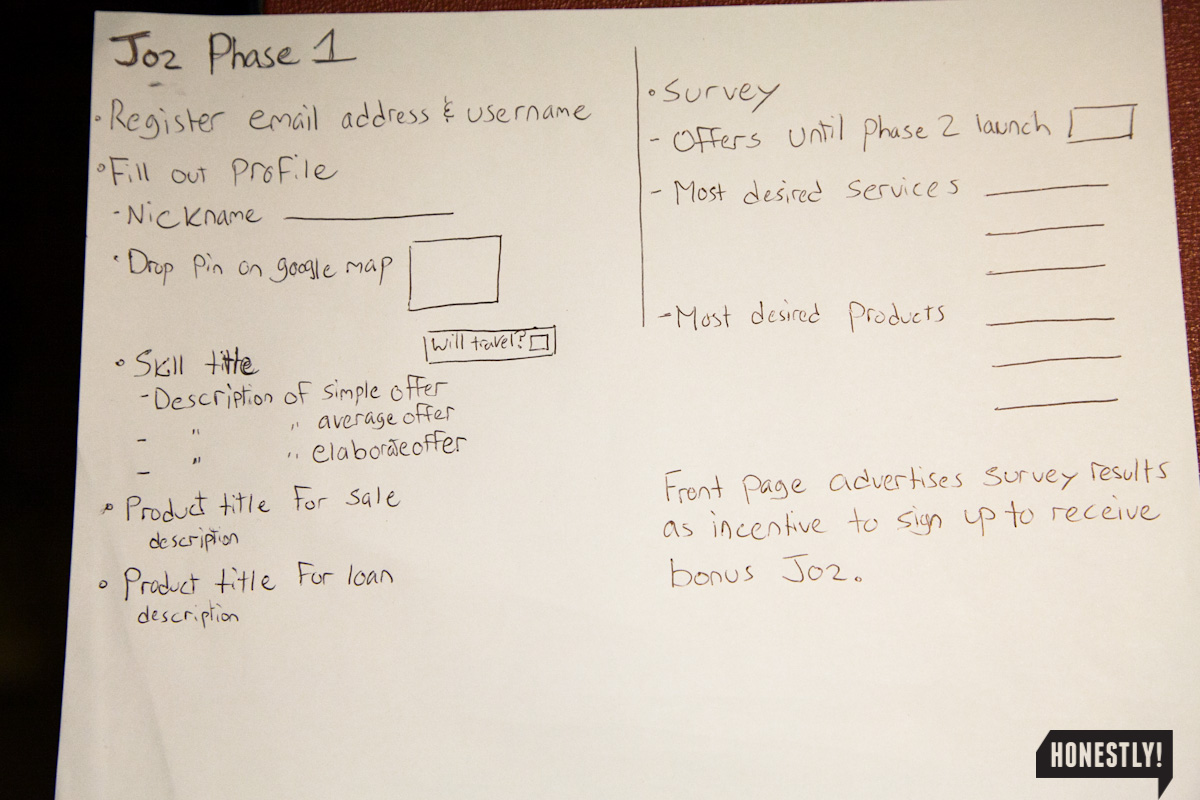 Joz Phase 1
• Register email address & username
• Fill out profile
- Nickname
• Drop pin on google map
Will travel?
• Skill title
- Description of simple offer
- " " average offer
- " " elaborate offer
• Product title for sale
description
• Product title for loan
description
• Survey
- Offers until phase 2 launch
- Most desired services
- Most desired products
Front page advertises survey results
as incentive to sign up to receive
bonus Joz.
HONESTLY!